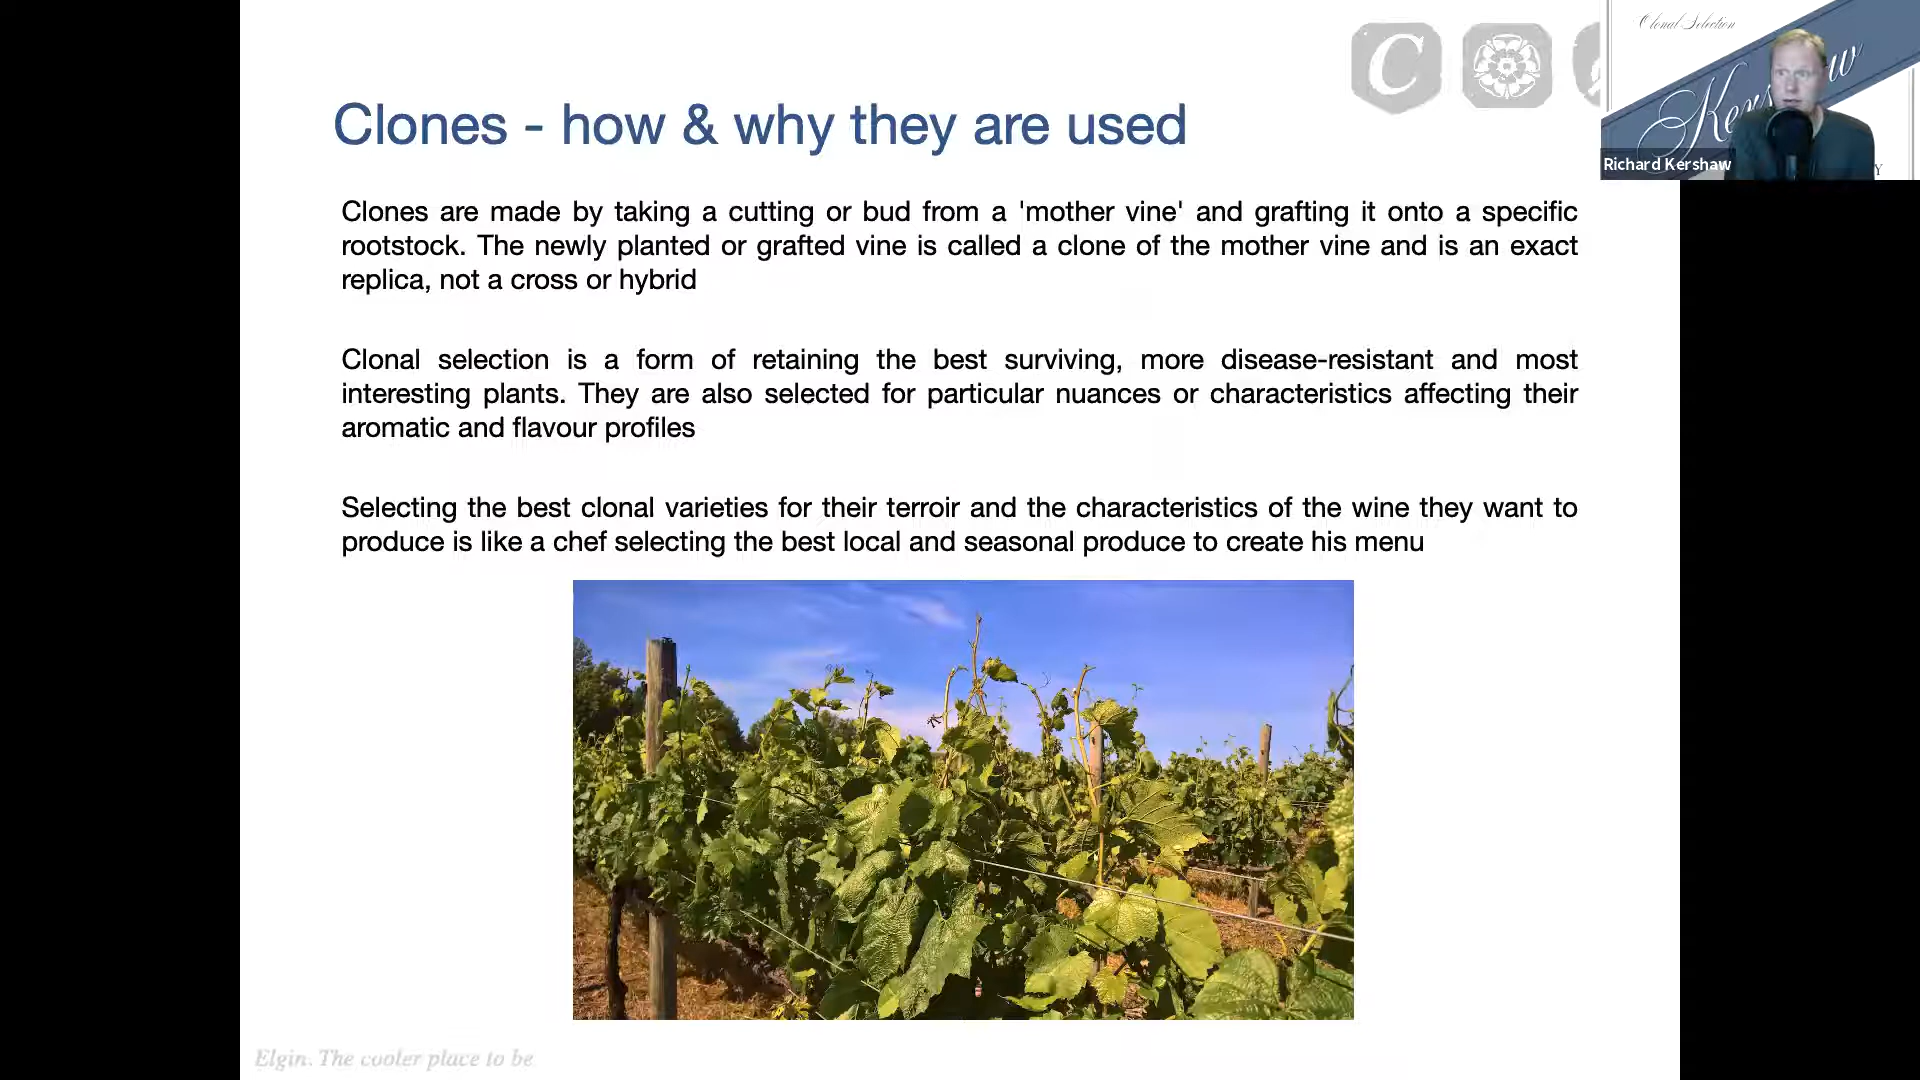 Clonal Selection
C
Clones - how & why they are used
Richard Kershaw
Clones are made by taking a cutting or bud from a 'mother vine' and grafting it onto a specific
rootstock. The newly planted or grafted vine is called a clone of the mother vine and is an exact
replica, not a cross or hybrid
Clonal selection is a form of retaining the best surviving, more disease-resistant and most
interesting plants. They are also selected for particular nuances or characteristics affecting their
aromatic and flavour profiles
Selecting the best clonal varieties for their terroir and the characteristics of the wine they want to
produce is like a chef selecting the best local and seasonal produce to create his menu
Elgin. The cooler place to be